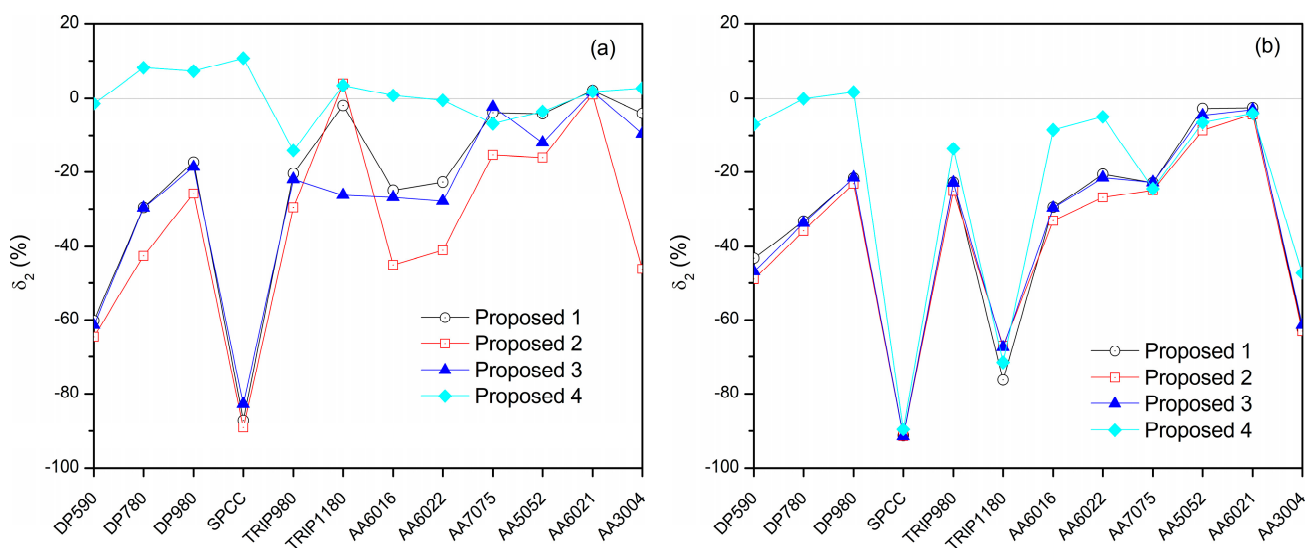 (a)
20
0
-20
-40
-60
-80
-100
δ2 (%)
Proposed 1
Proposed 2
Proposed 3
Proposed 4
DP590
DP780
DP980
SPCC
TRIP980
TRIP1180
AA6016
AA6022
AA7075
AA5052
AA6021
AA3004
(b)
20
0
-20
-40
-60
-80
-100
δ2 (%)
Proposed 1
Proposed 2
Proposed 3
Proposed 4
DP590
DP780
DP980
SPCC
TRIP980
TRIP1180
AA6016
AA6022
AA7075
AA5052
AA6021
AA3004